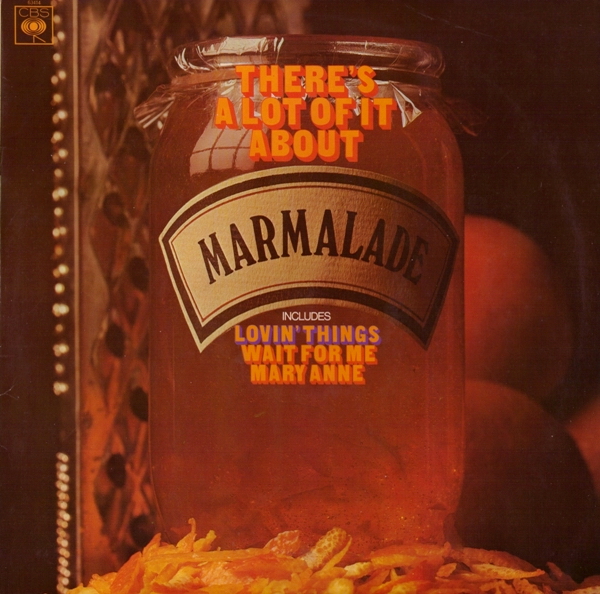 CBS
THERE'S
A LOT OF IT
ABOUT
MARMALADE
INCLUDES
LOVIN' THINGS
WAIT FOR ME
MARY ANNE